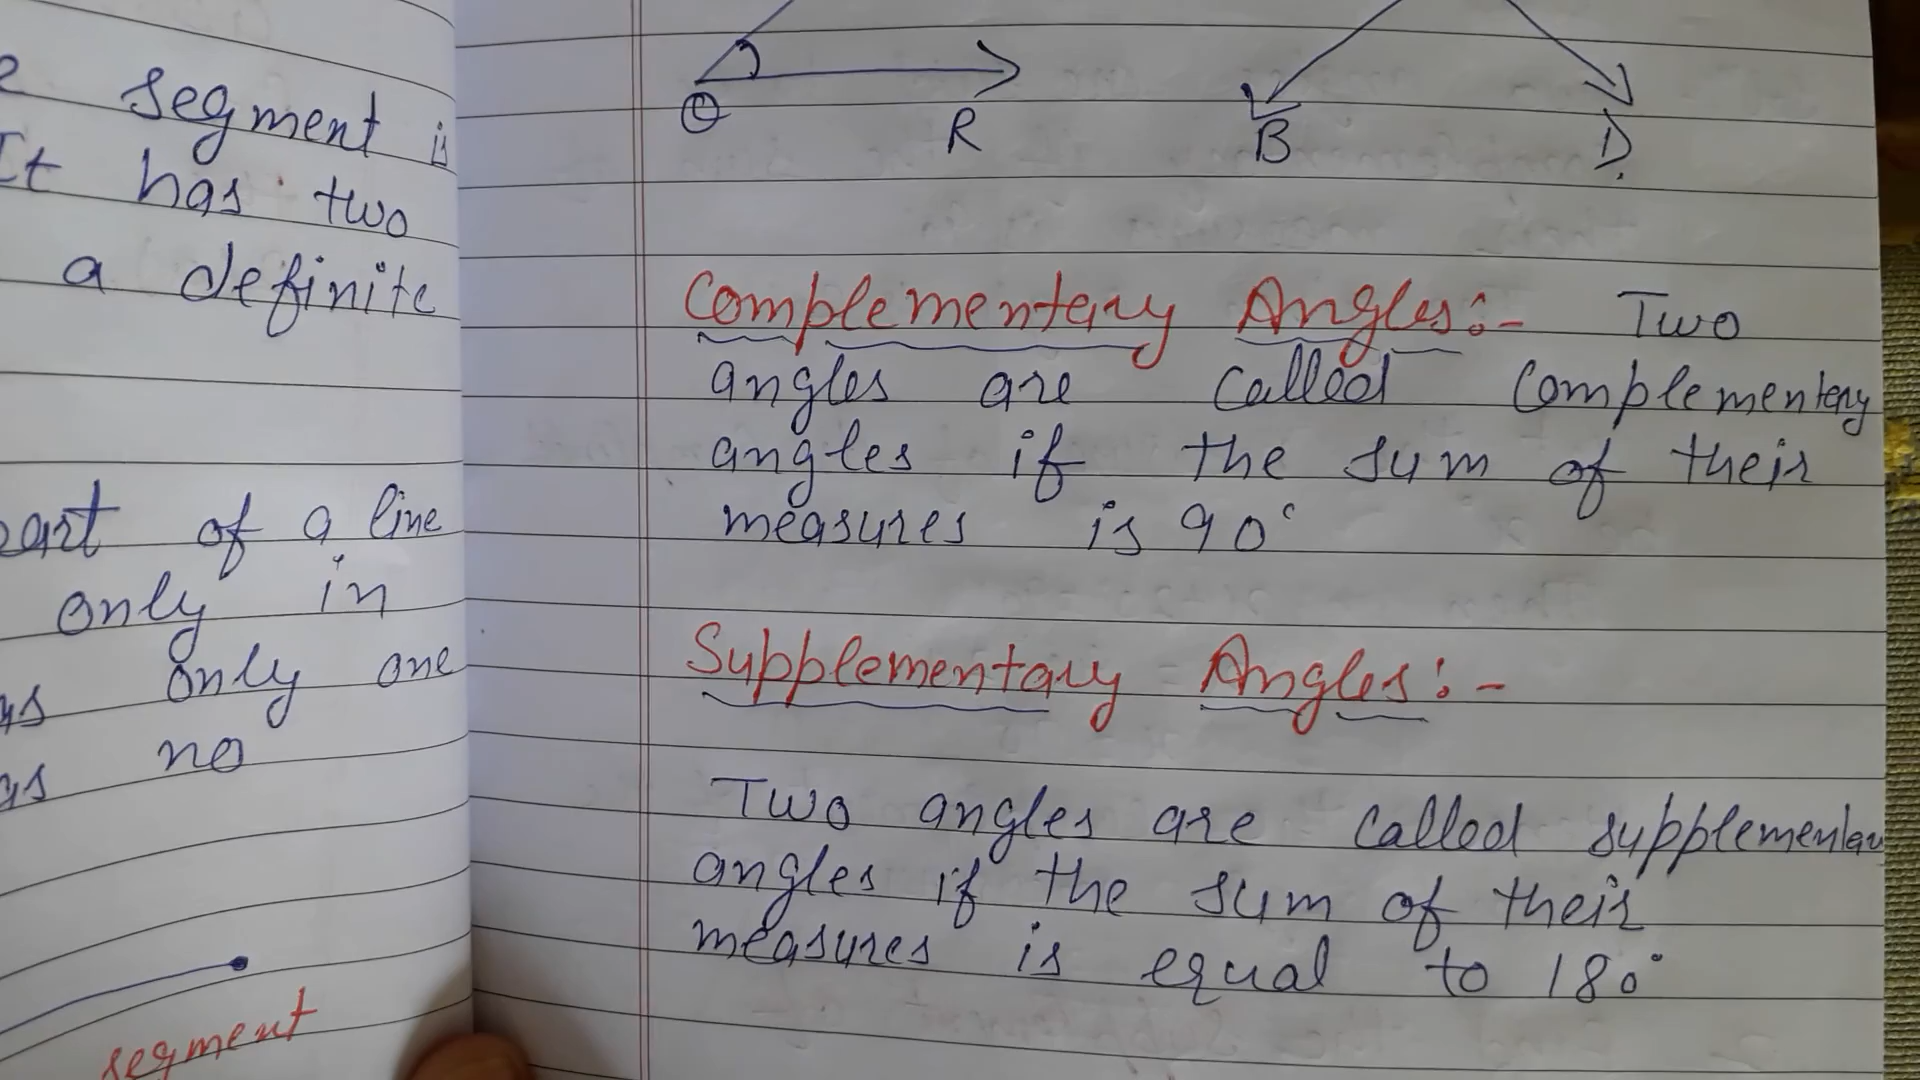 segment is
It has two
a definite
part of a line
only in
only one
no
segment
Q R B D
Complementery Angles:- Two
angles are called complementery
angles if the sum of their
measures is 90°
Supplementary Angles:-
Two angles are called
angles if the sum of their
measures is equal to 180°